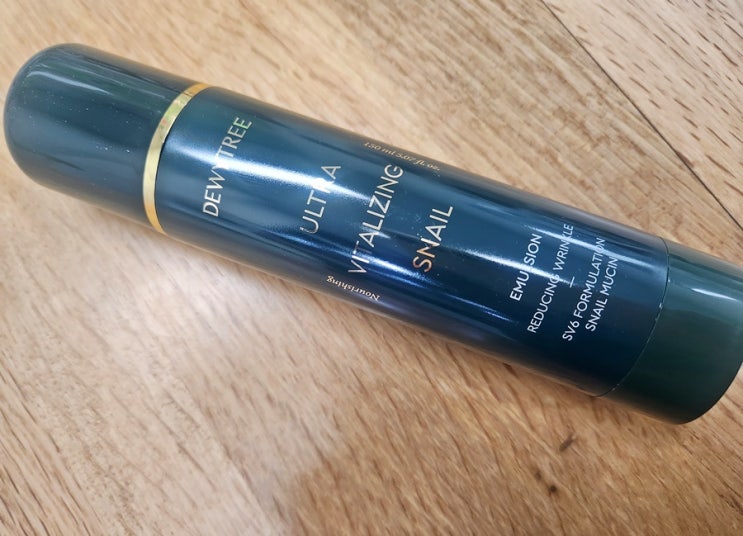 DEWYTREE
ULTRA
VITALIZING
SNAIL
150 ml 5.07 fl. oz.
Nourishing
EMULSION
REDUCING WRINKLE
SV6 FORMULATION
SNAIL MUCIN